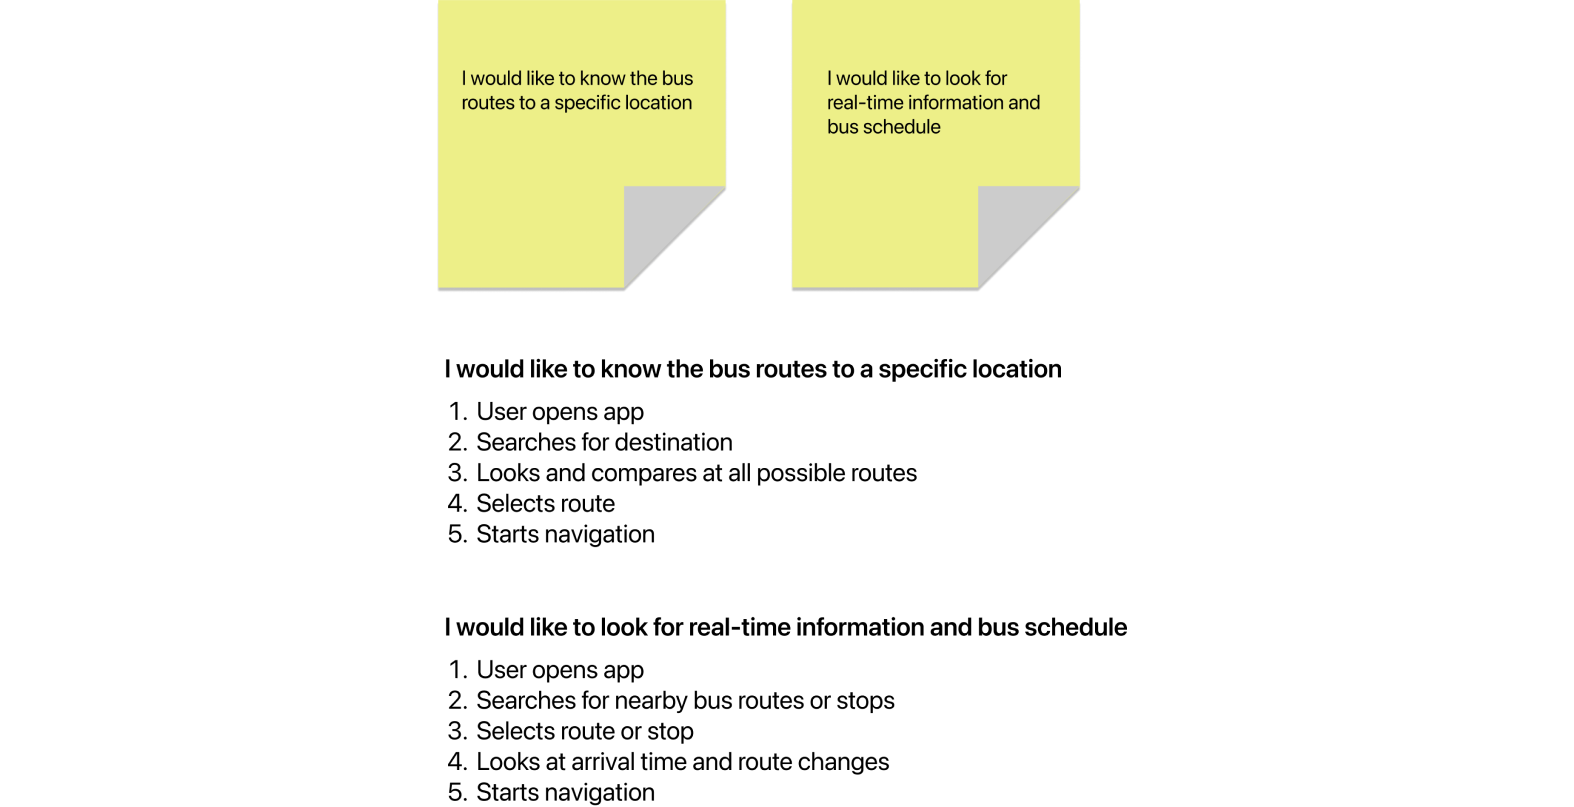 I would like to know the bus
routes to a specific location
I would like to look for
real-time information and
bus schedule
I would like to know the bus routes to a specific location
1. User opens app
2. Searches for destination
3. Looks and compares at all possible routes
4. Selects route
5. Starts navigation
I would like to look for real-time information and bus schedule
1. User opens app
2. Searches for nearby bus routes or stops
3. Selects route or stop
4. Looks at arrival time and route changes
5. Starts navigation